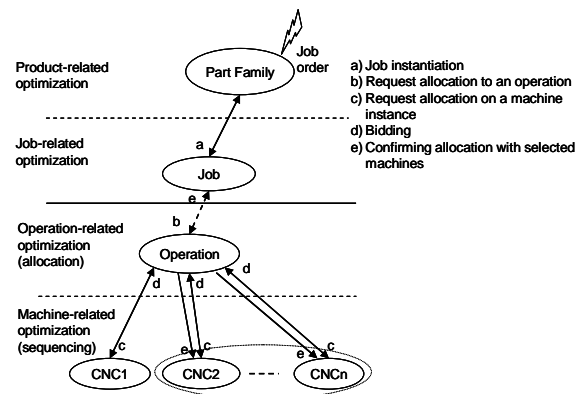 Job
order
Product-related
optimization
Part Family
a) Job instantiation
b) Request allocation to an operation
c) Request allocation on a machine
instance
d) Bidding
e) Confirming allocation with selected
machines
a
Job-related
optimization
Job
e
b
Operation-related
optimization
(allocation)
Operation
d
d
d
Machine-related
optimization
(sequencing)
c
e
c
e
c
CNC1
CNC2
CNCn